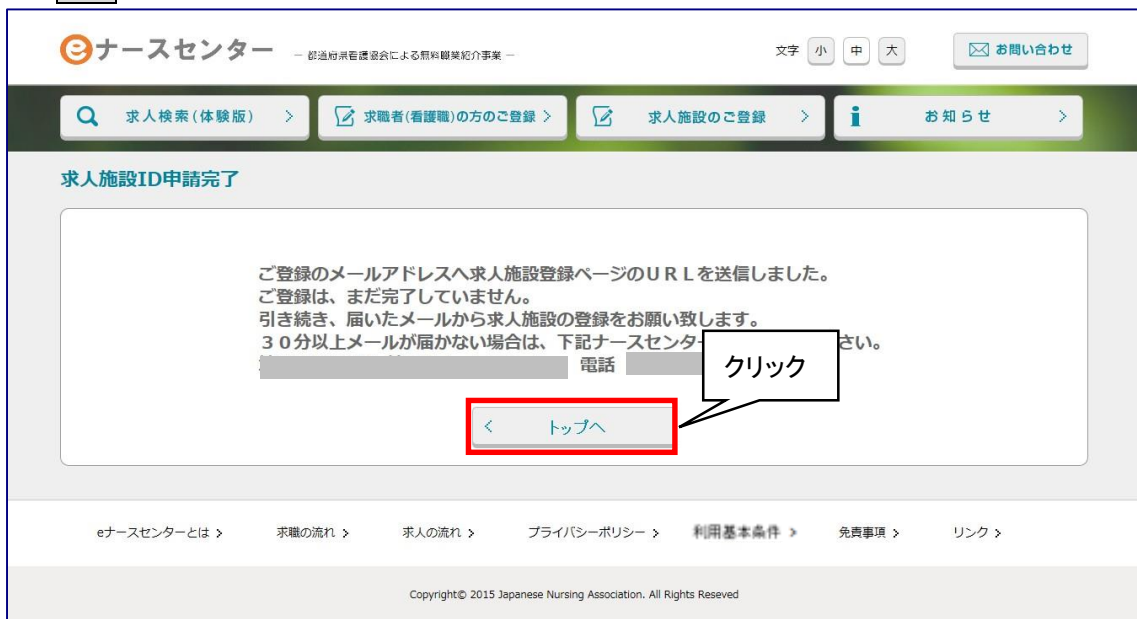 eナースセンター － 都道府県看護協会による無料職業紹介事業 － 文字 小 中 大 お問い合わせ
求人検索(体験版) > 求職者(看護職)の方のご登録 > 求人施設のご登録 > お知らせ >
求人施設ID申請完了
ご登録のメールアドレスへ求人施設登録ページのＵＲＬを送信しました。
ご登録は、まだ完了していません。
引き続き、届いたメールから求人施設の登録をお願い致します。
３０分以上メールが届かない場合は、下記ナースセンタ さい。
電話
クリック
< トップへ
eナースセンターとは > 求職の流れ > 求人の流れ > プライバシーポリシー > 利用基本条件 > 免責事項 > リンク >
Copyright© 2015 Japanese Nursing Association. All Rights Reseved